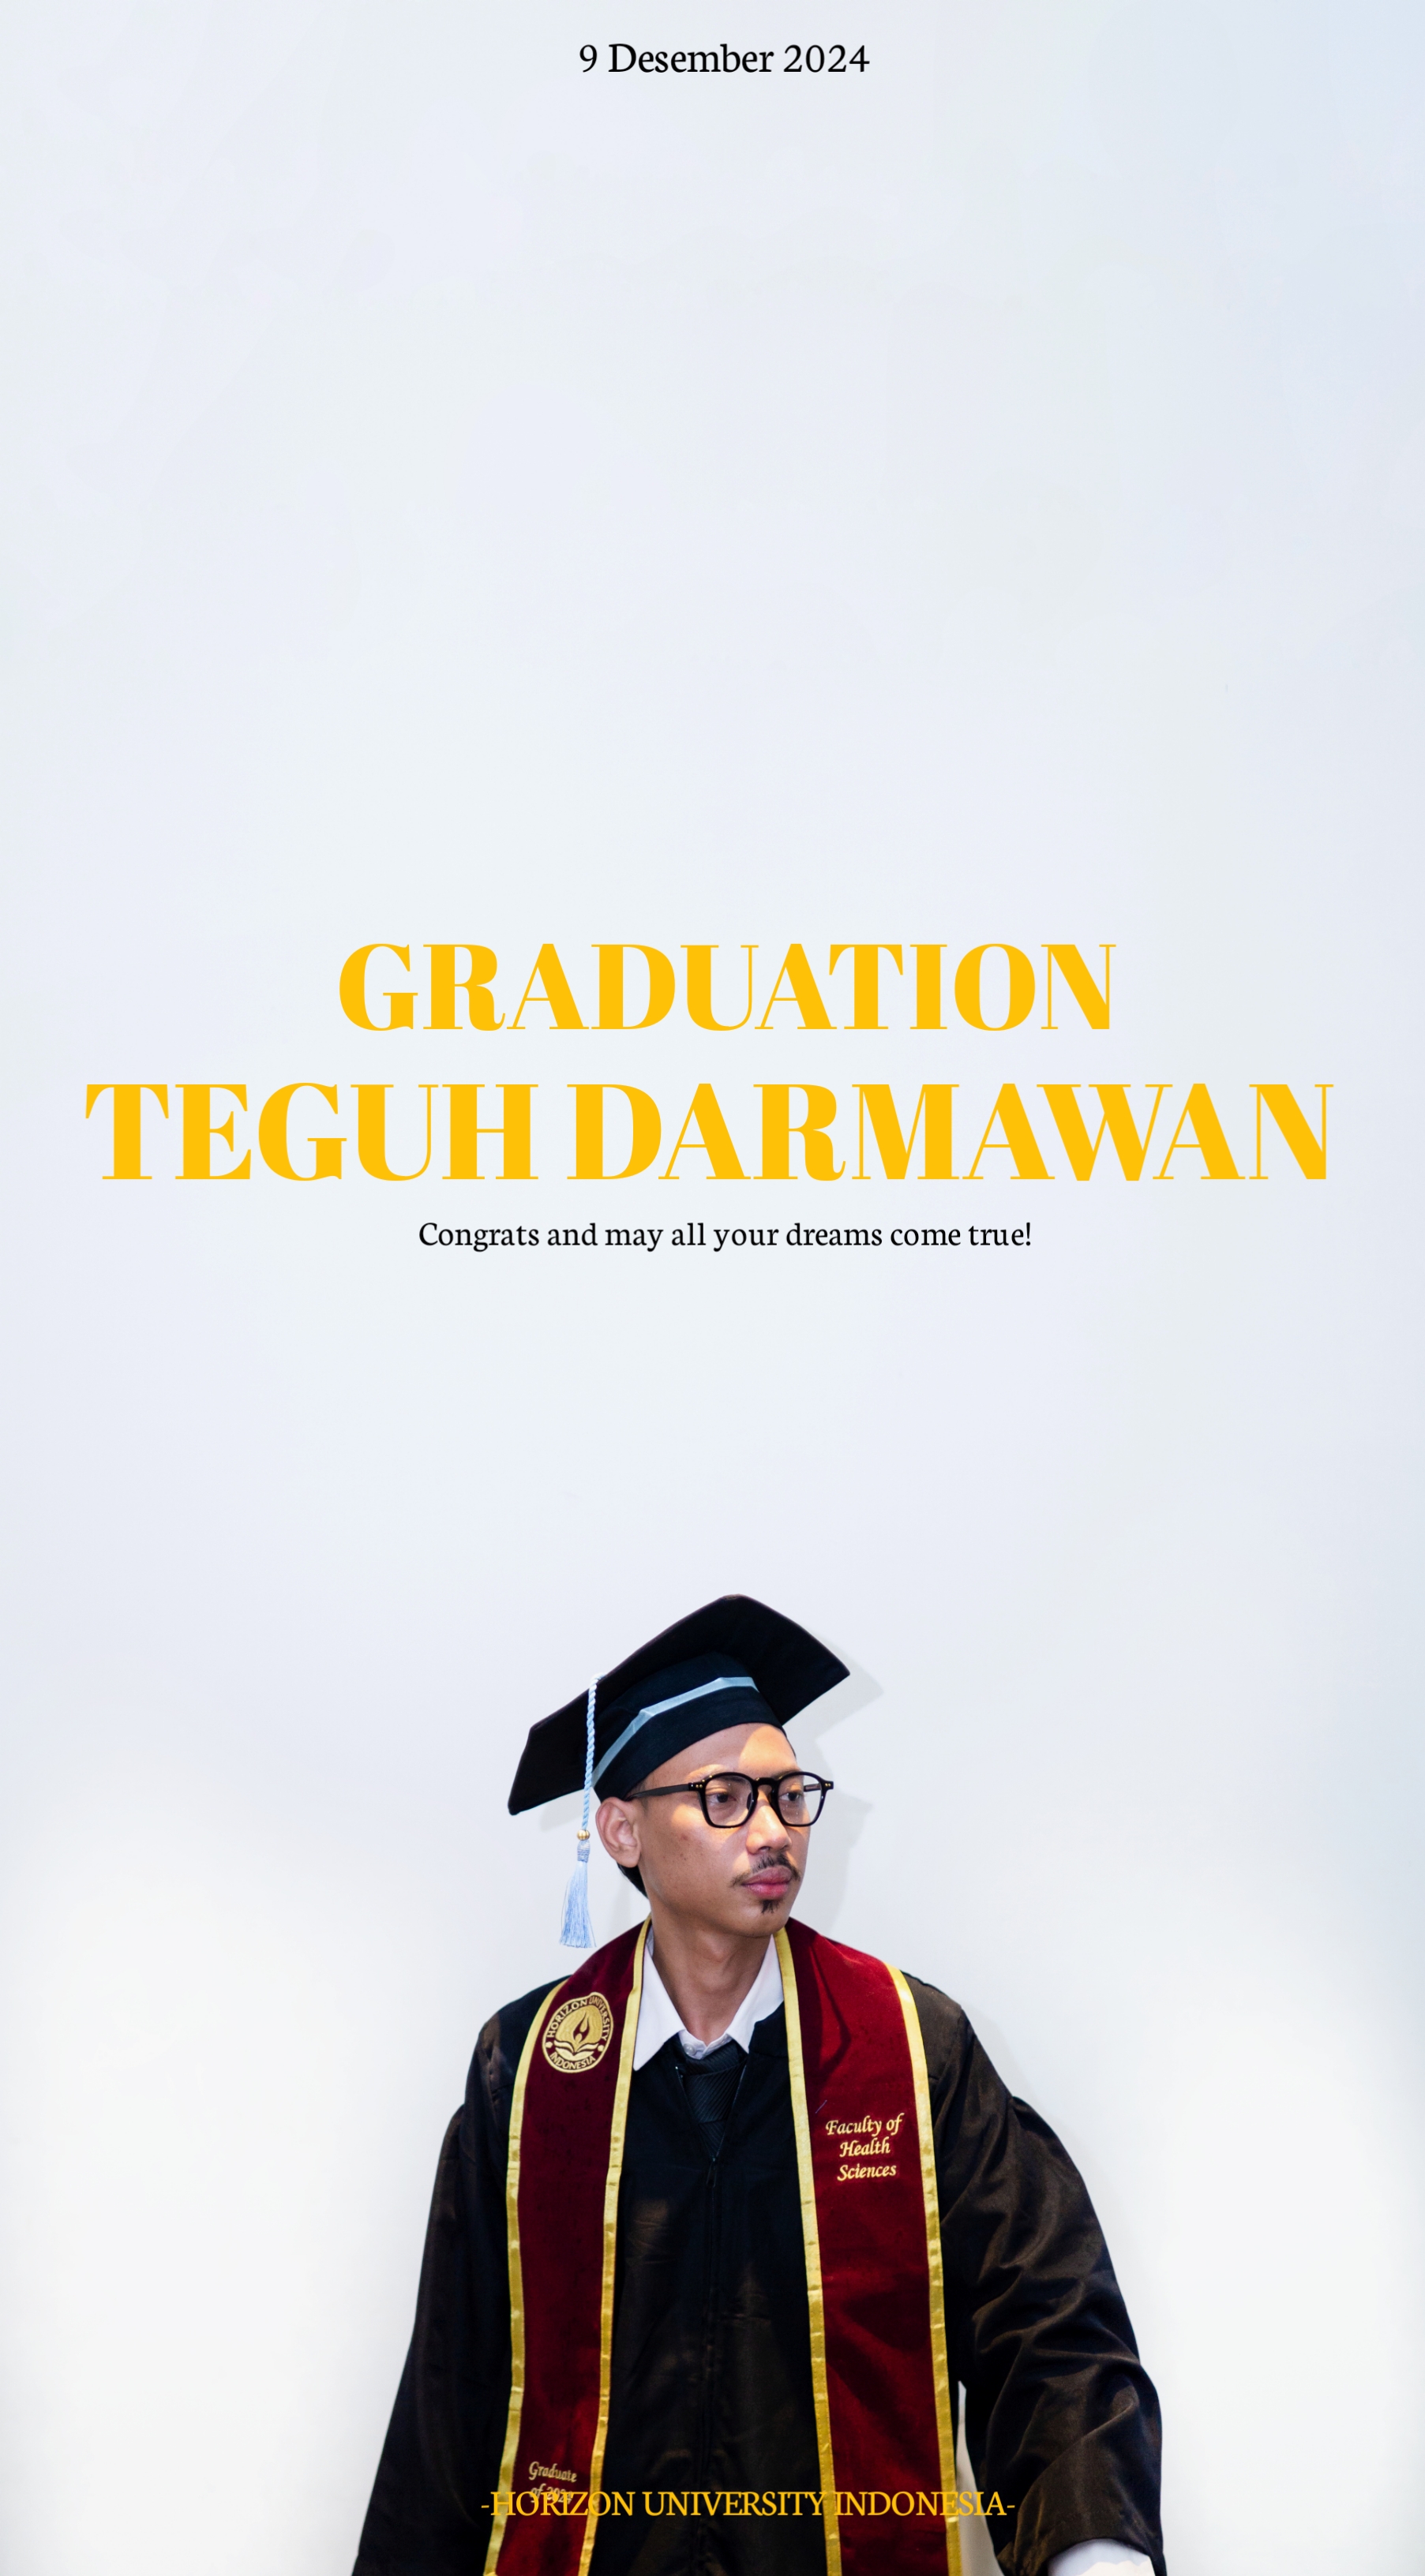 9 Desember 2024
GRADUATION
TEGUH DARMAWAN
Congrats and may all your dreams come true!
HORIZON UNIVERSITY
INDONESIA
Faculty of
Health
Sciences
Graduate
of
-HORIZON UNIVERSITY INDONESIA-